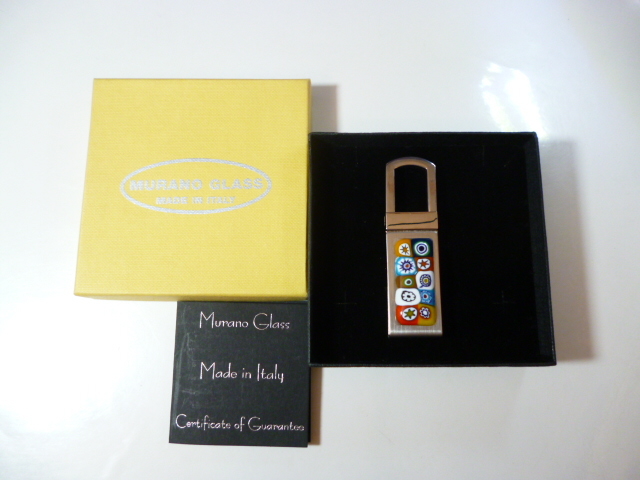 MURANO GLASS
MADE IN ITALY
Murano Glass
Made in Italy
Certificate of Guarantee